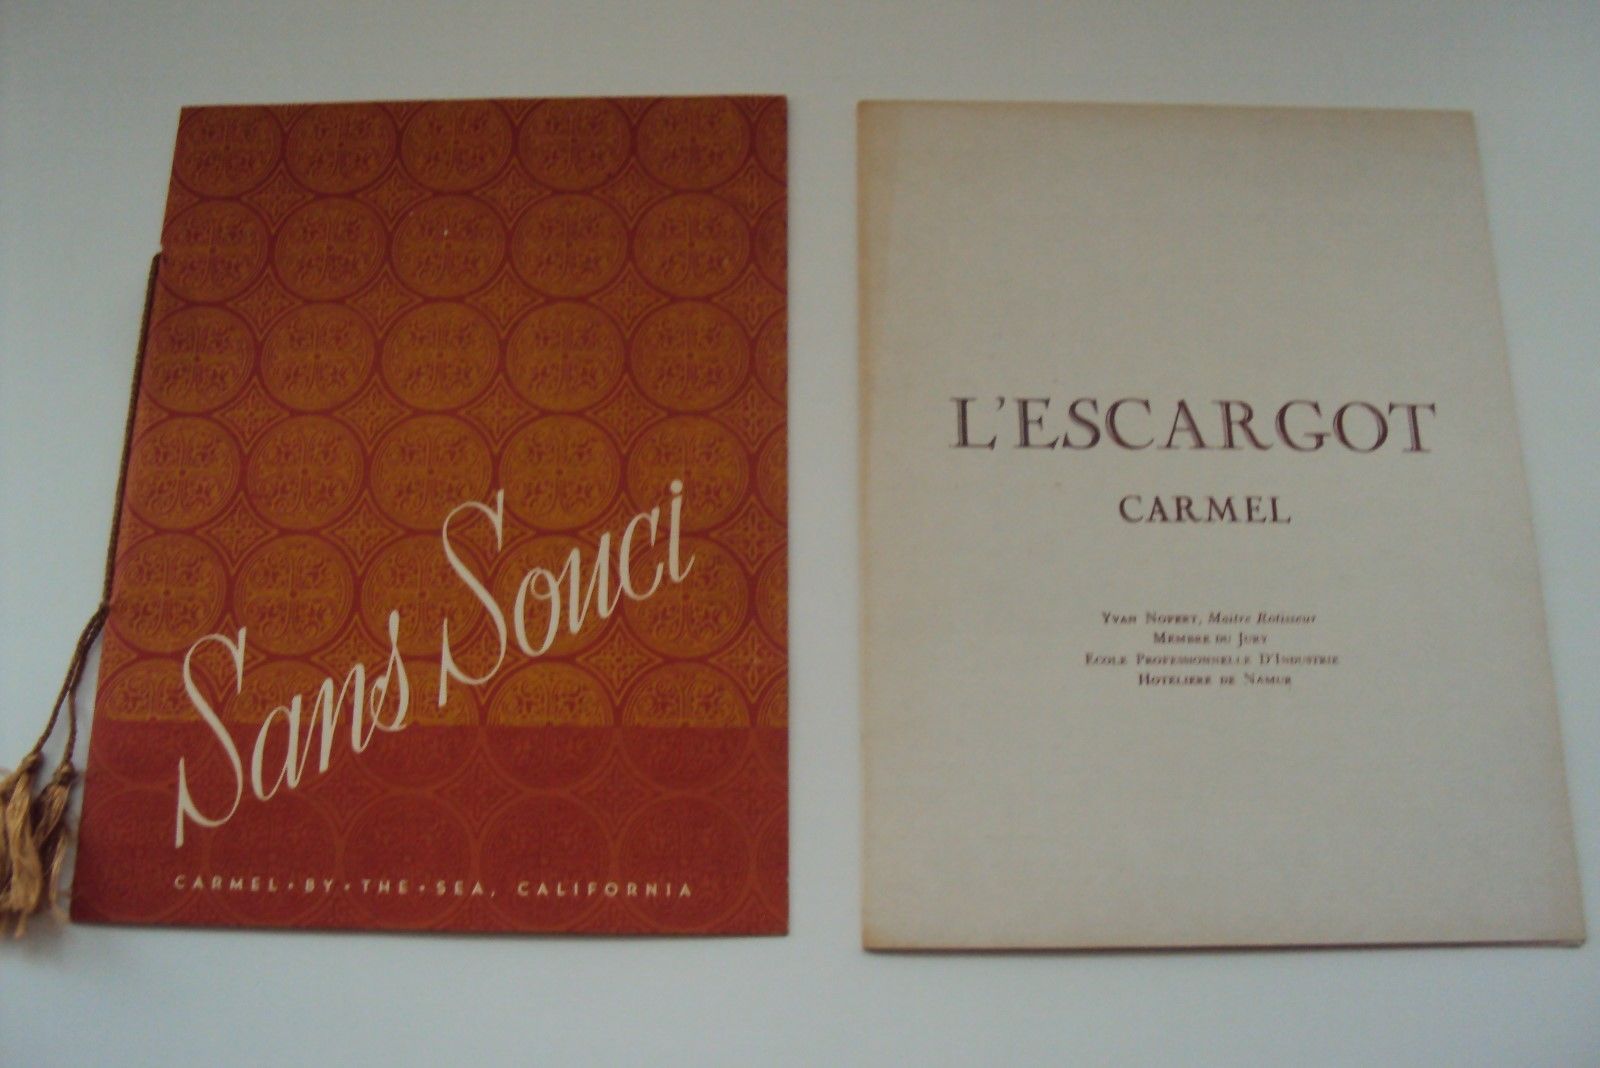 Sans Souci
CARMEL • BY • THE • SEA, CALIFORNIA
L'ESCARGOT
CARMEL
YVAN NOPERT, Maitre Rotisseur
MEMBRE DU JURY
ECOLE PROFESSIONNELLE D'INDUSTRIE
HOTELIERE DE NAMUR